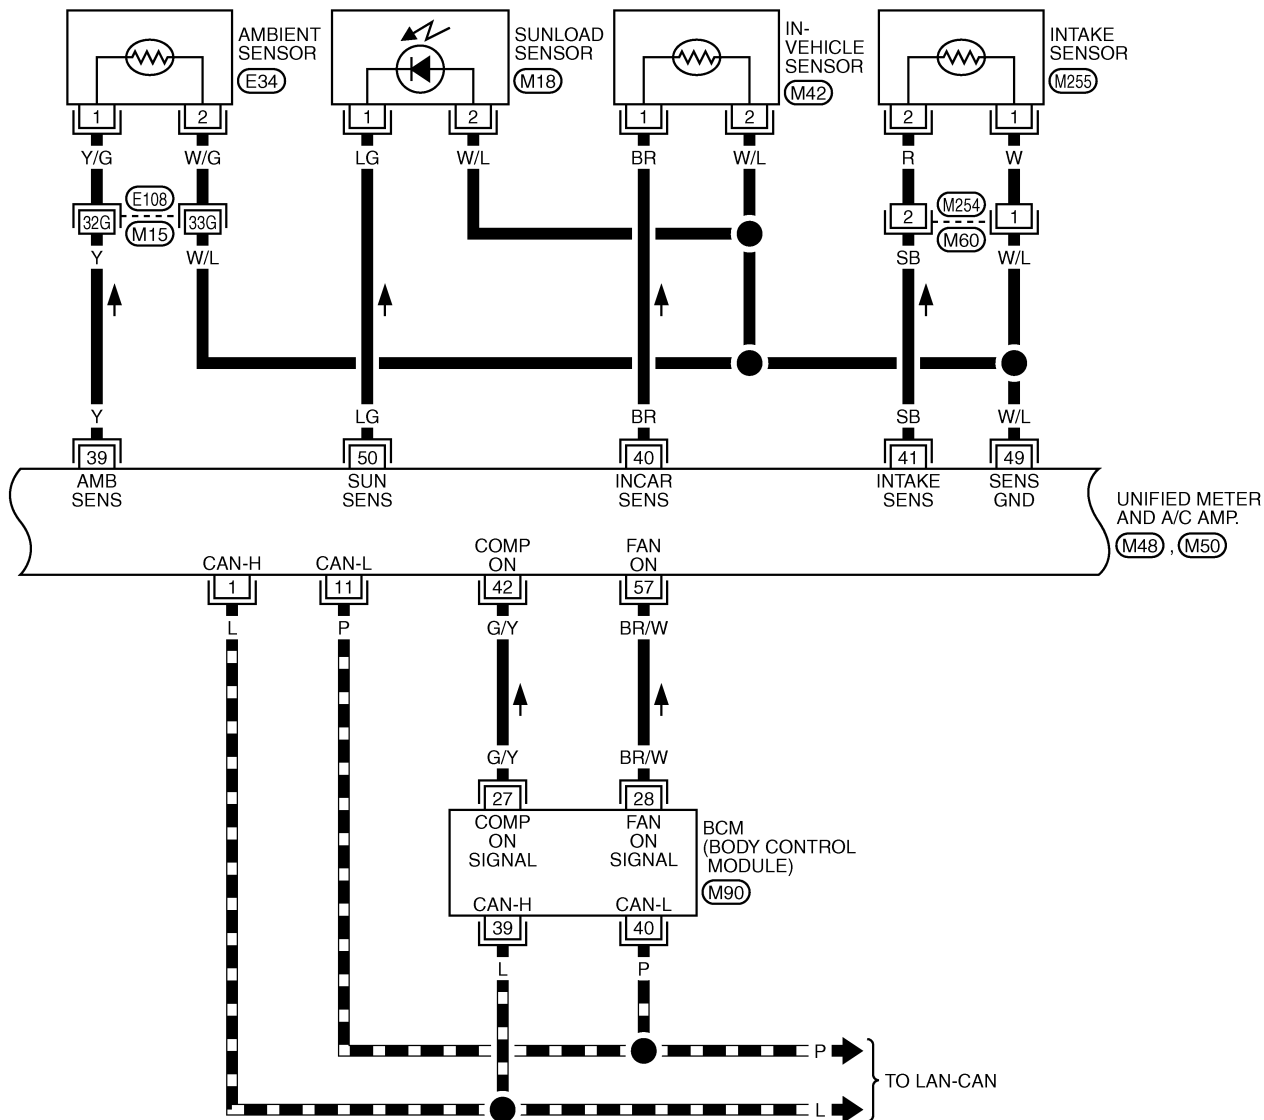 AMBIENT
SENSOR
E34
SUNLOAD
SENSOR
M18
IN-
VEHICLE
SENSOR
M42
INTAKE
SENSOR
M255
1 2 1 2 1 2 2 1
Y/G W/G LG W/L BR W/L R W
32G E108 33G 2 M254 1
M15 M60
Y W/L SB W/L
Y LG BR SB W/L
39 50 40 41 49
AMB
SENS
SUN
SENS
INCAR
SENS
INTAKE
SENS
SENS
GND
UNIFIED METER
AND A/C AMP.
M48 , M50
CAN-H
CAN-L
COMP
ON
FAN
ON
1 11 42 57
L P G/Y BR/W
G/Y BR/W
27 28
COMP
ON
SIGNAL
FAN
ON
SIGNAL
BCM
(BODY CONTROL
MODULE)
M90
CAN-H CAN-L
39 40
L P
P
TO LAN-CAN
L